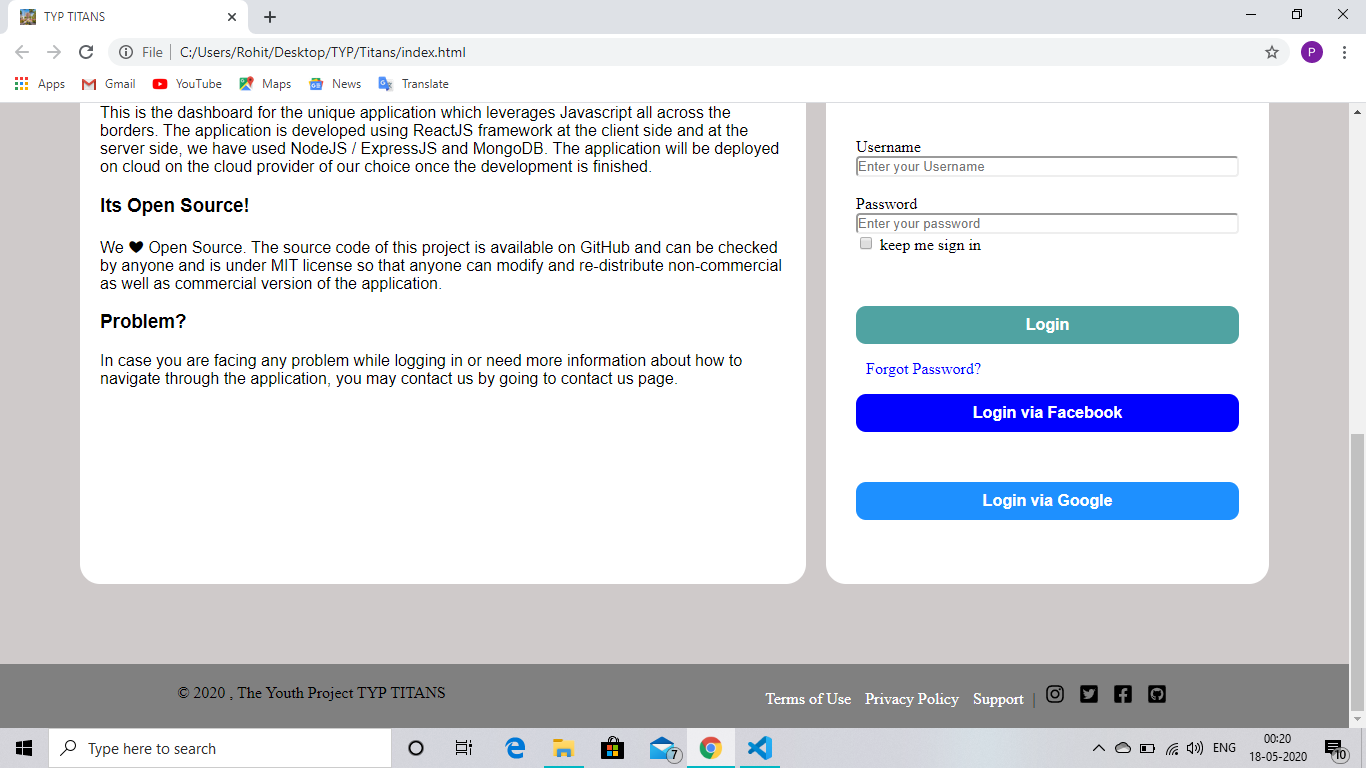 TYP TITANS
File | C:/Users/Rohit/Desktop/TYP/Titans/index.html
P
Apps Gmail YouTube Maps News Translate
This is the dashboard for the unique application which leverages Javascript all across the
borders. The application is developed using ReactJS framework at the client side and at the
server side, we have used NodeJS / ExpressJS and MongoDB. The application will be deployed
on cloud on the cloud provider of our choice once the development is finished.
Its Open Source!
We ♥ Open Source. The source code of this project is available on GitHub and can be checked
by anyone and is under MIT license so that anyone can modify and re-distribute non-commercial
as well as commercial version of the application.
Problem?
In case you are facing any problem while logging in or need more information about how to
navigate through the application, you may contact us by going to contact us page.
Username
Enter your Username
Password
Enter your password
keep me sign in
Login
Forgot Password?
Login via Facebook
Login via Google
© 2020 , The Youth Project TYP TITANS
Terms of Use Privacy Policy Support |
Type here to search
7
ENG
00:20
18-05-2020
10